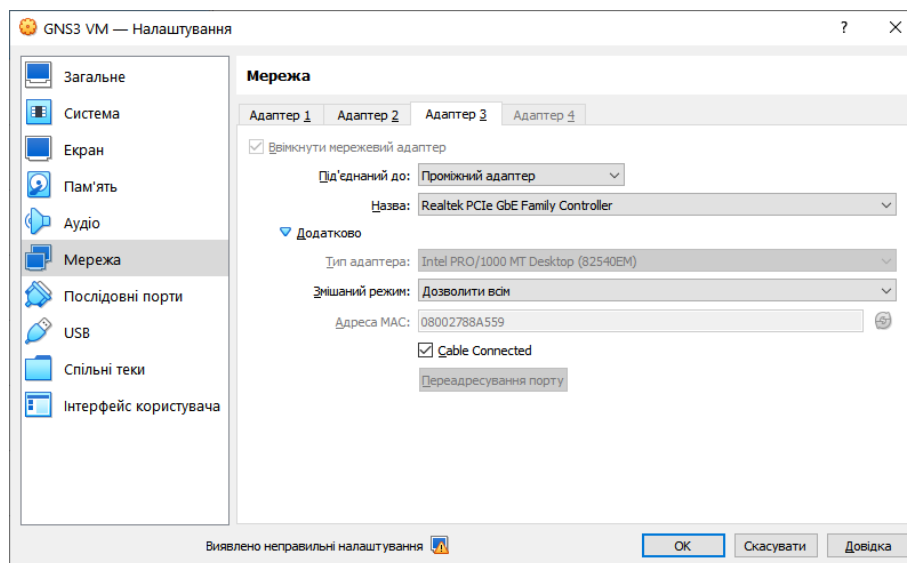 GNS3 VM — Налаштування
?
Загальне
Система
Екран
Пам'ять
Аудіо
Мережа
Послідовні порти
USB
Спільні теки
Інтерфейс користувача
Мережа
Адаптер 1 Адаптер 2 Адаптер 3 Адаптер 4
Ввімкнути мережевий адаптер
Під'єднаний до: Проміжний адаптер
Назва: Realtek PCIe GbE Family Controller
Додатково
Тип адаптера: Intel PRO/1000 MT Desktop (82540EM)
Змішаний режим: Дозволити всім
Адреса MAC: 08002788A559
Cable Connected
Переадресування порту
Виявлено неправильні налаштування
OK Скасувати Довідка